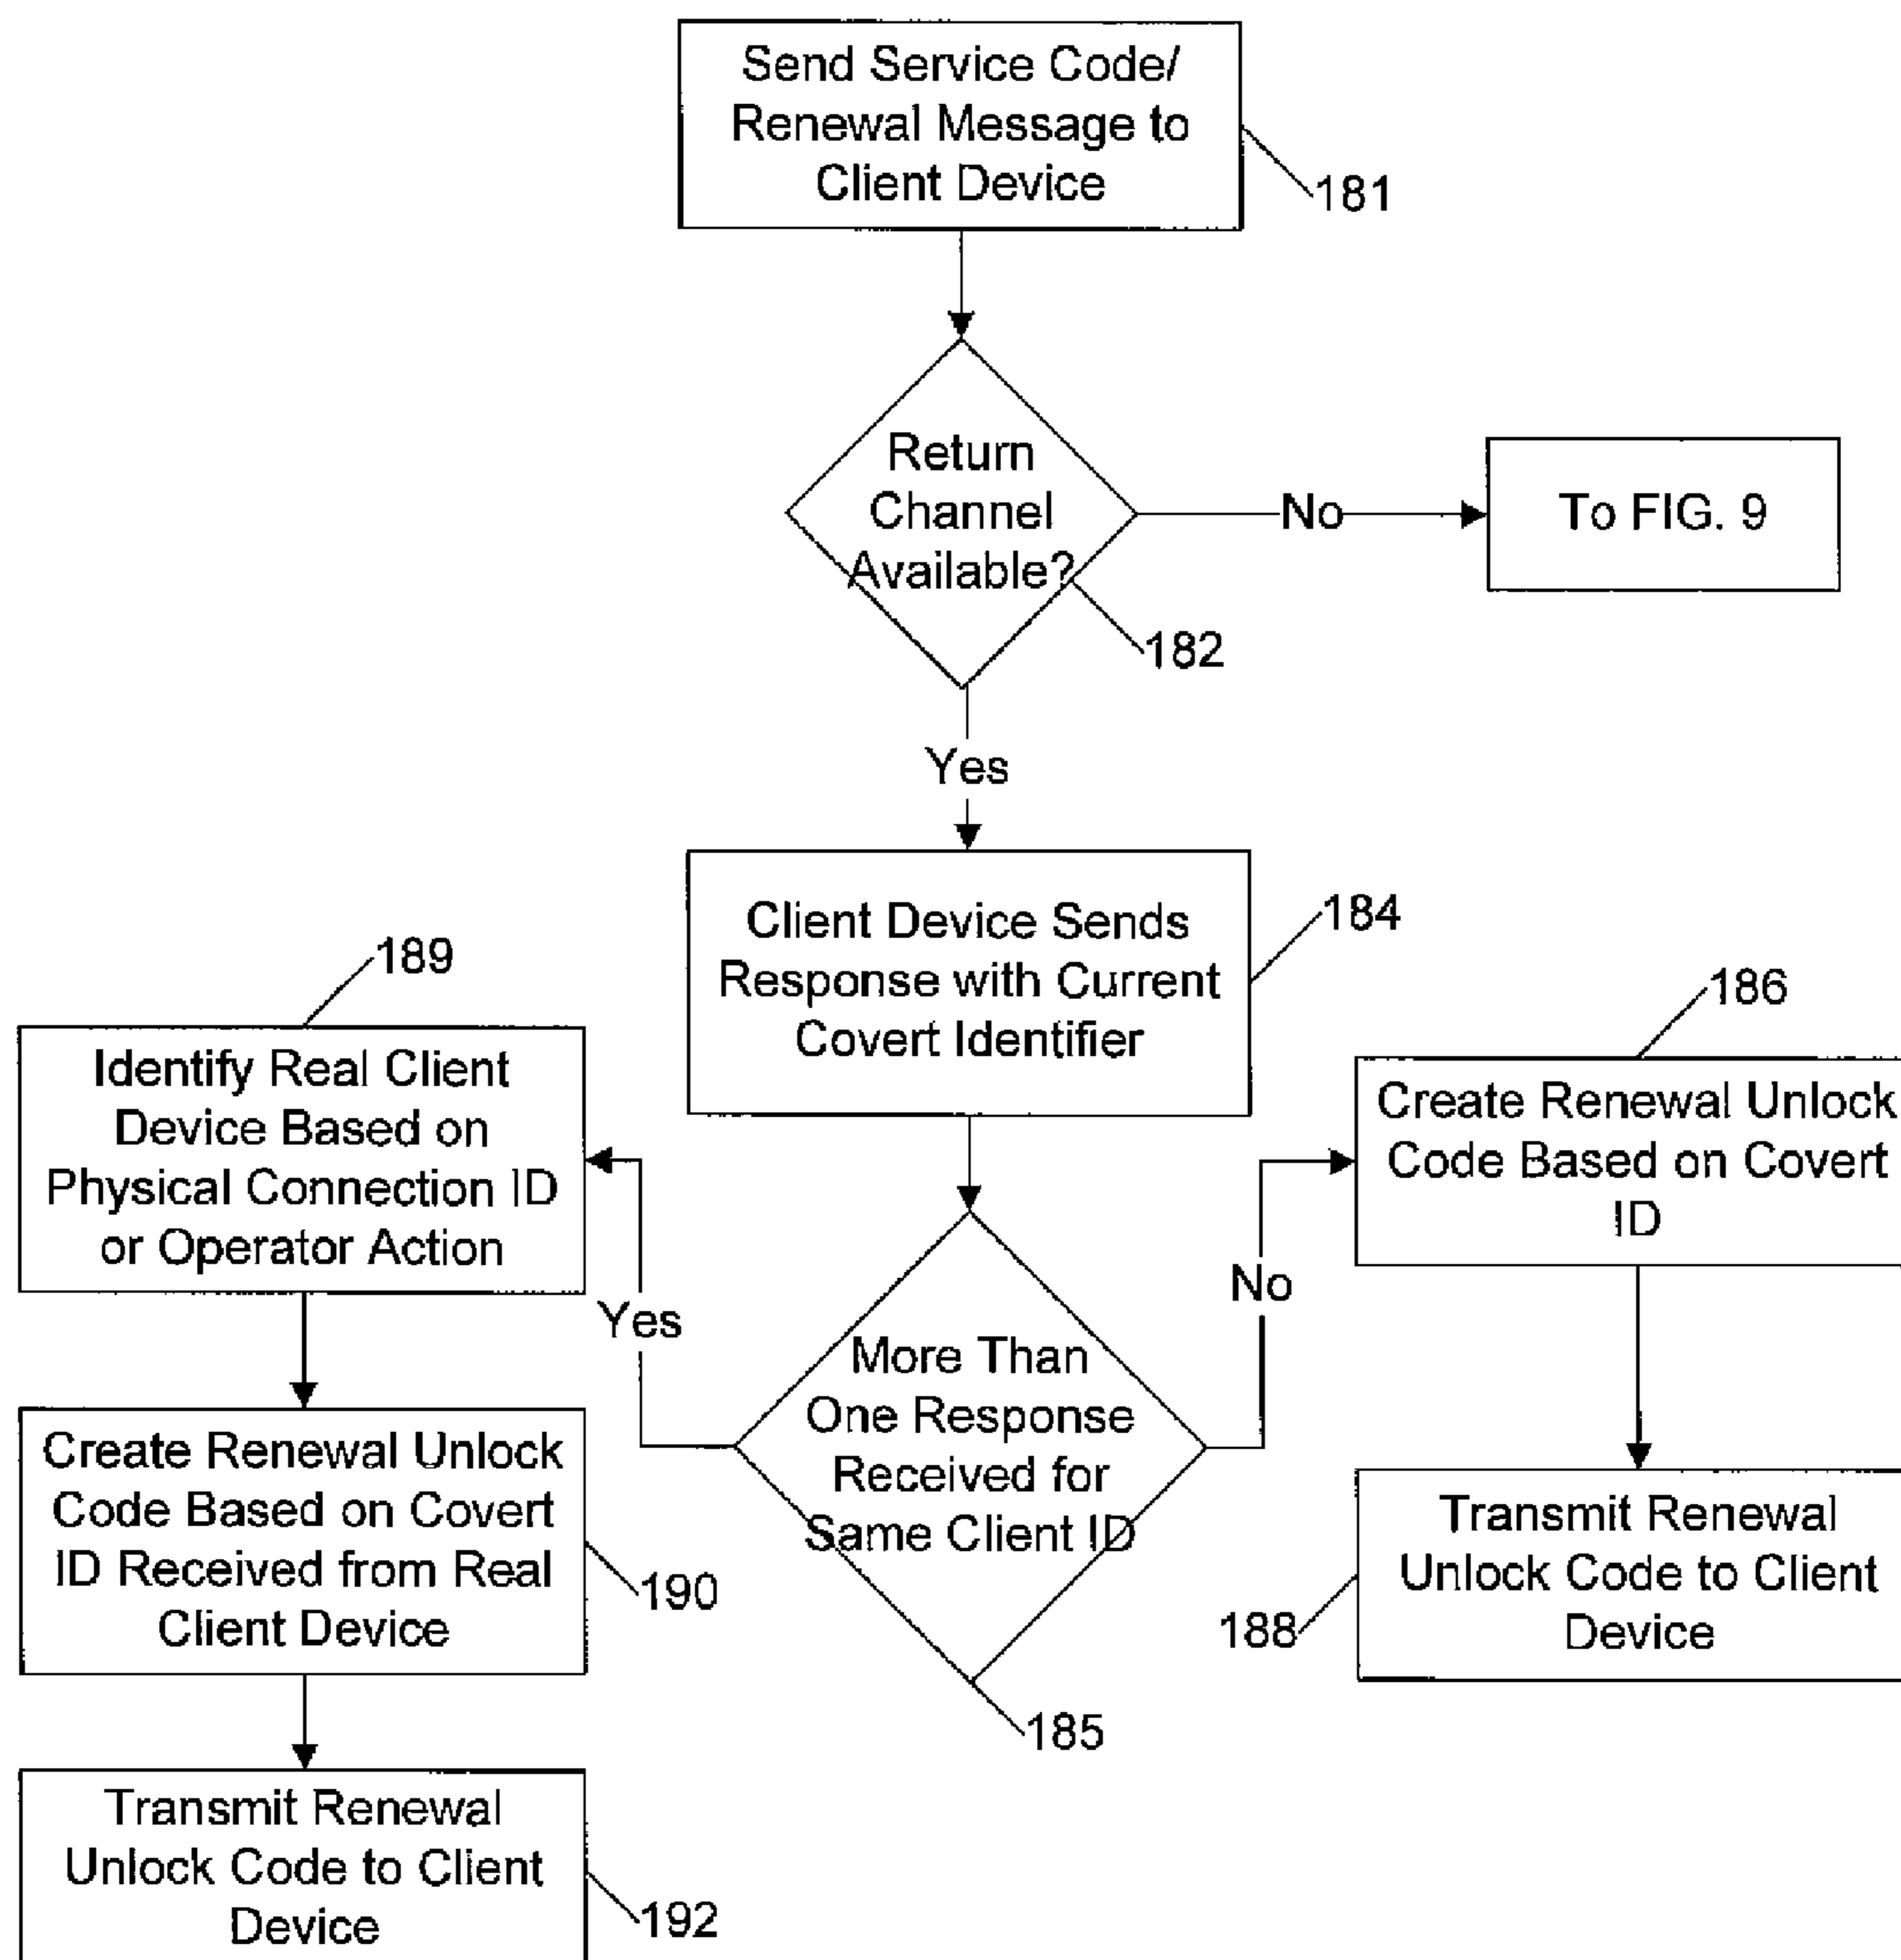 Send Service Code/
Renewal Message to
Client Device
181
Return
Channel
Available?
182
No
To FIG. 9
Yes
Client Device Sends
Response with Current
Covert Identifier
184
189
Identify Real Client
Device Based on
Physical Connection ID
or Operator Action
186
Create Renewal Unlock
Code Based on Covert
ID
Yes
No
More Than
One Response
Received for
Same Client ID
185
Create Renewal Unlock
Code Based on Covert
ID Received from Real
Client Device
190
Transmit Renewal
Unlock Code to Client
Device
188
Transmit Renewal
Unlock Code to Client
Device
192